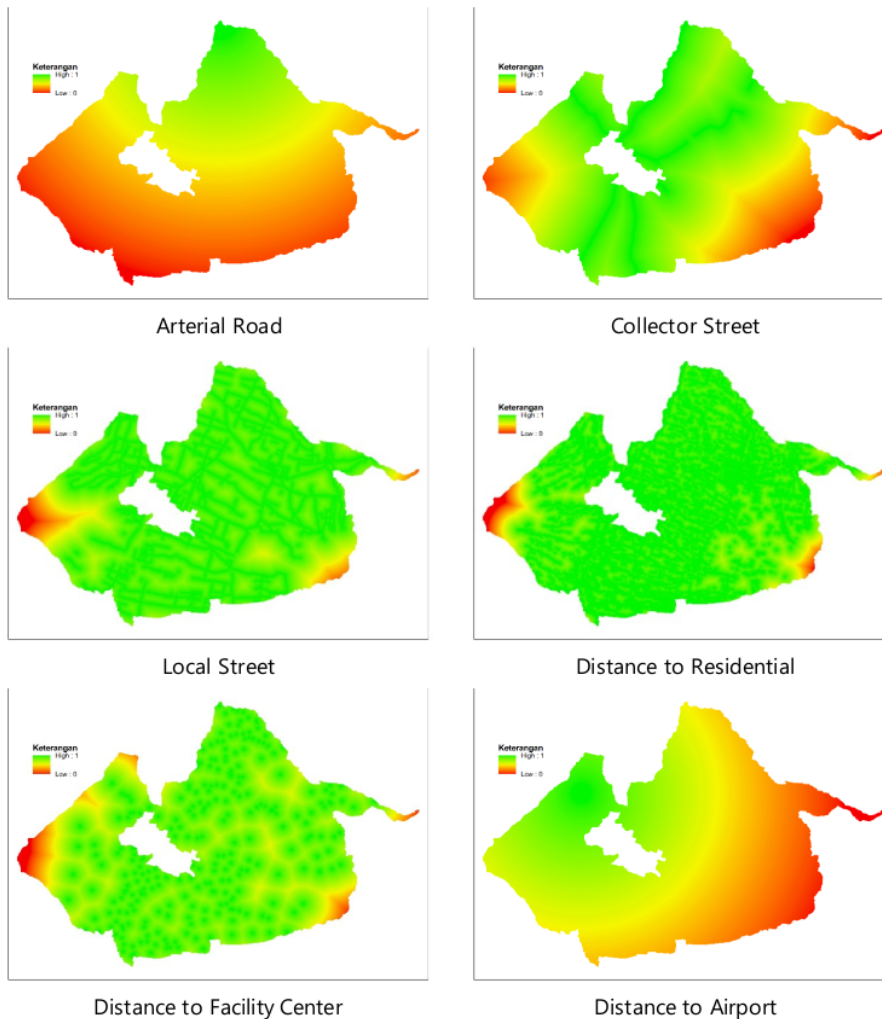 Keterangan
High : 1
Low : 0
Keterangan
High : 1
Low : 0
Arterial Road
Collector Street
Keterangan
High : 1
Low : 0
Keterangan
High : 1
Low : 0
Local Street
Distance to Residential
Keterangan
High : 1
Low : 0
Keterangan
High : 1
Low : 0
Distance to Facility Center
Distance to Airport